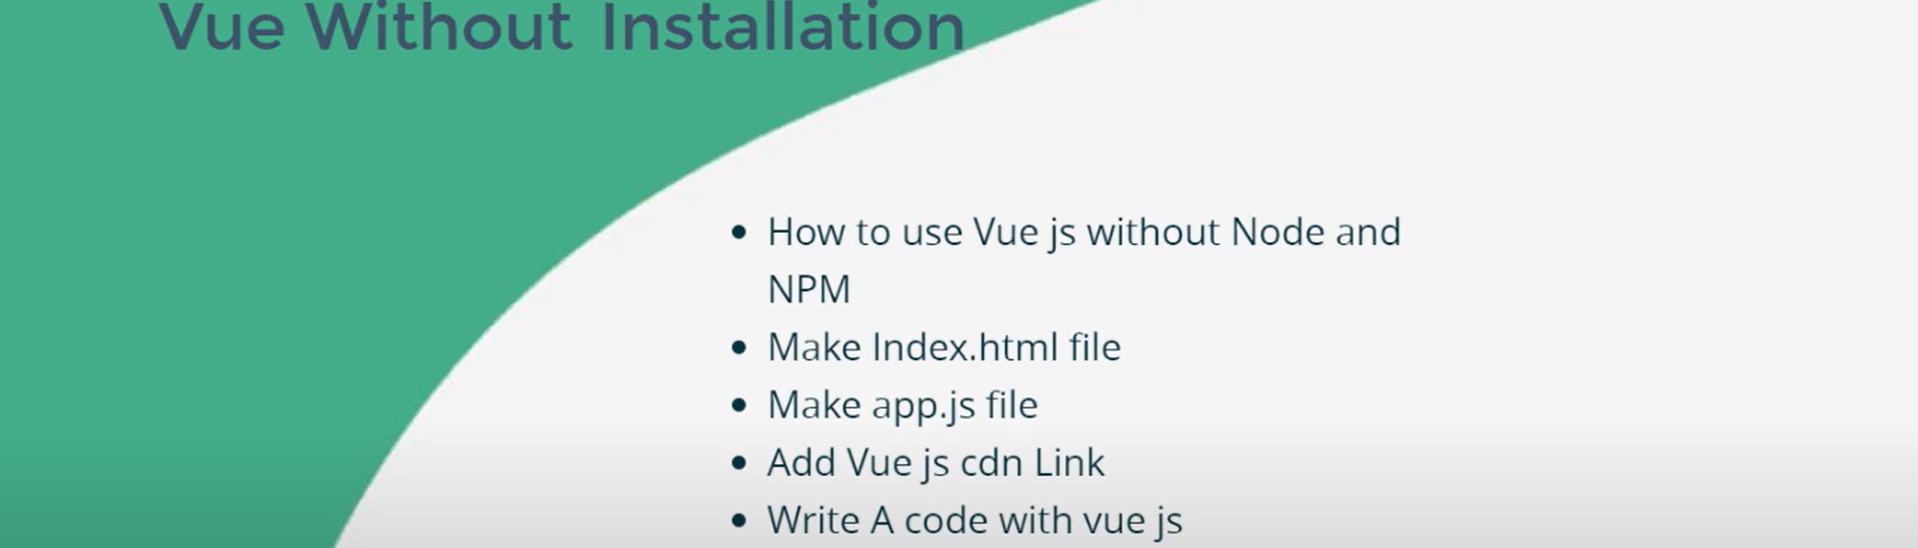 Vue Without Installation
How to use Vue js without Node and
NPM
Make Index.html file
Make app.js file
Add Vue js cdn Link
Write A code with vue js